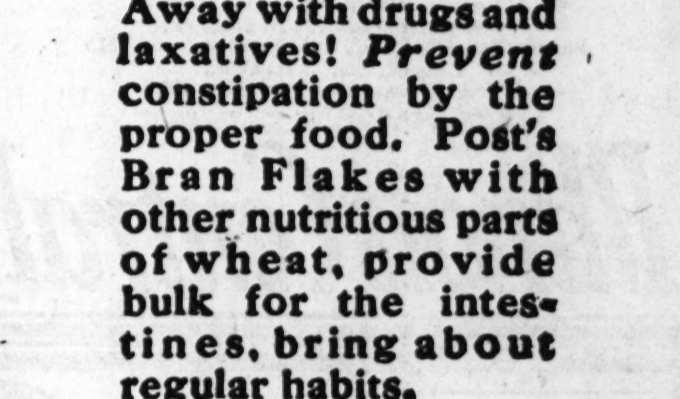 Away with drugs and
laxatives! Prevent
constipation by the
proper food. Post's
Bran Flakes with
other nutritious parts
of wheat, provide
bulk for the intes-
tines, bring about
regular habits.